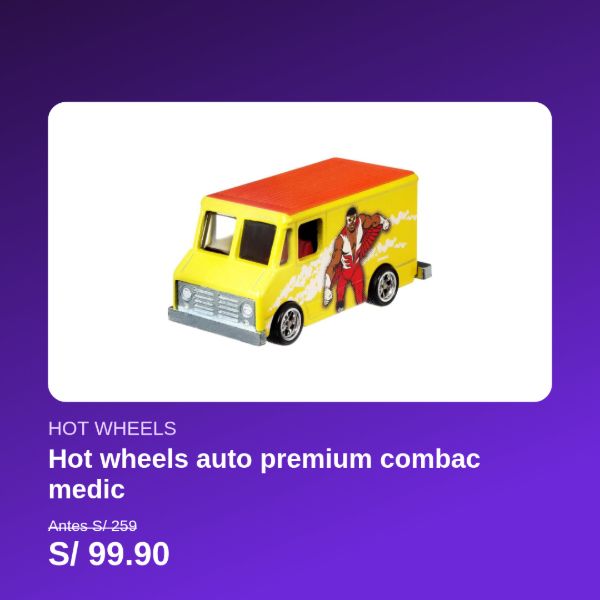 HOT WHEELS
Hot wheels auto premium combac
medic
Antes S/ 259
S/ 99.90